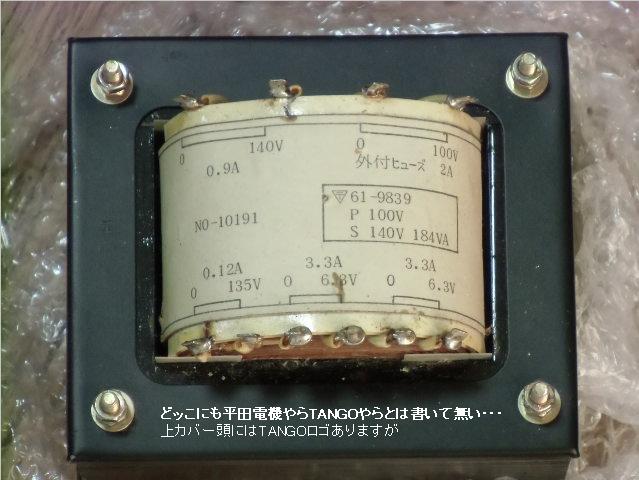 0 140V 0 100V
0.9A 外付ヒューズ 2A
61-9839
NO-10191 P 100V
S 140V 184VA
0.12A 3.3A 3.3A
0 135V 0 6.3V 0 6.3V
どッこにも平田電機やらTANGOやらとは書いて無い・・・
上カバー頭にはTANGOロゴありますが